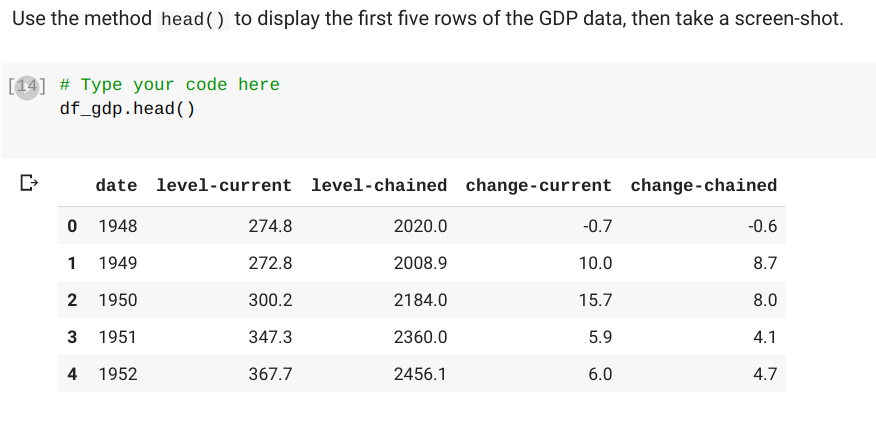 Use the method head() to display the first five rows of the GDP data, then take a screen-shot.
[14] # Type your code here
df_gdp.head()
date level-current level-chained change-current change-chained
0 1948 274.8 2020.0 -0.7 -0.6
1 1949 272.8 2008.9 10.0 8.7
2 1950 300.2 2184.0 15.7 8.0
3 1951 347.3 2360.0 5.9 4.1
4 1952 367.7 2456.1 6.0 4.7